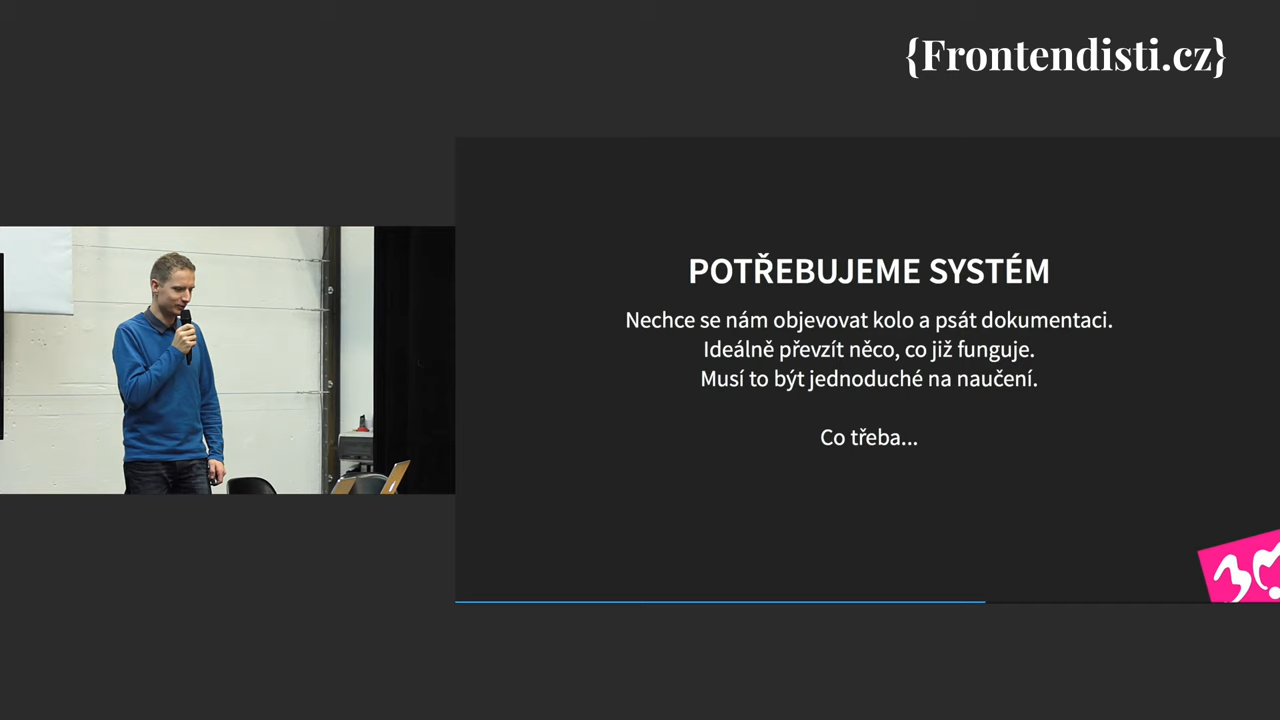 {Frontendisti.cz}
POTŘEBUJEME SYSTÉM
Nechce se nám objevovat kolo a psát dokumentaci.
Ideálně převzít něco, co již funguje.
Musí to být jednoduché na naučení.
Co třeba...